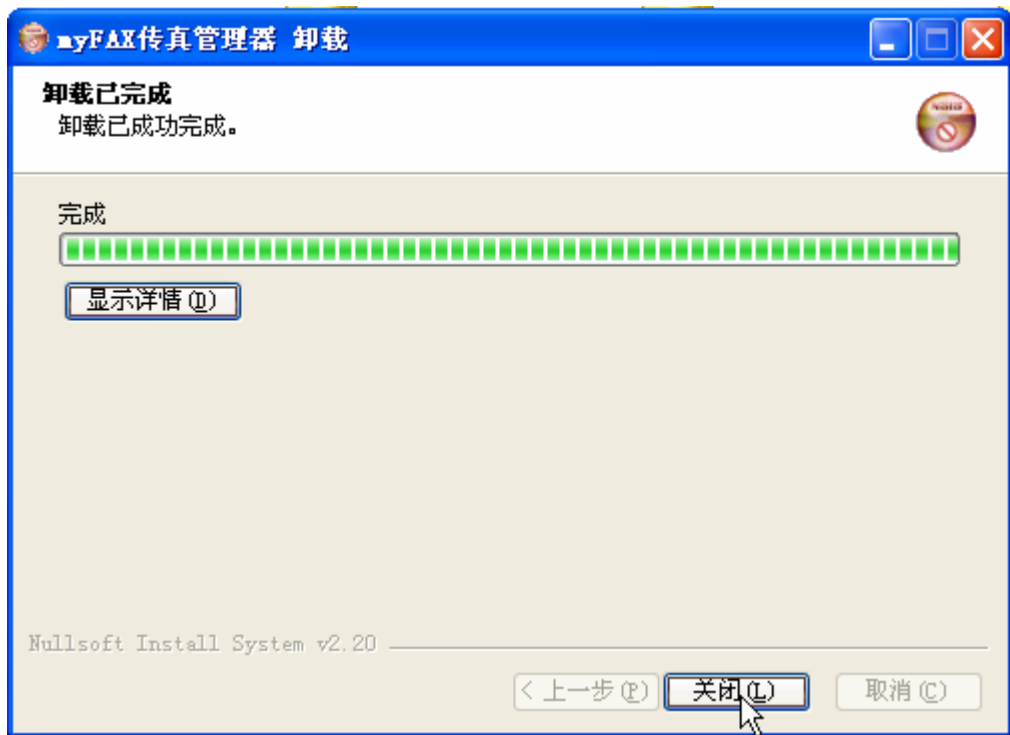 myFAX传真管理器 卸载
卸载已完成
卸载已成功完成。
完成
显示详情(D)
Nullsoft Install System v2.20
< 上一步(P) 关闭(L) 取消(C)